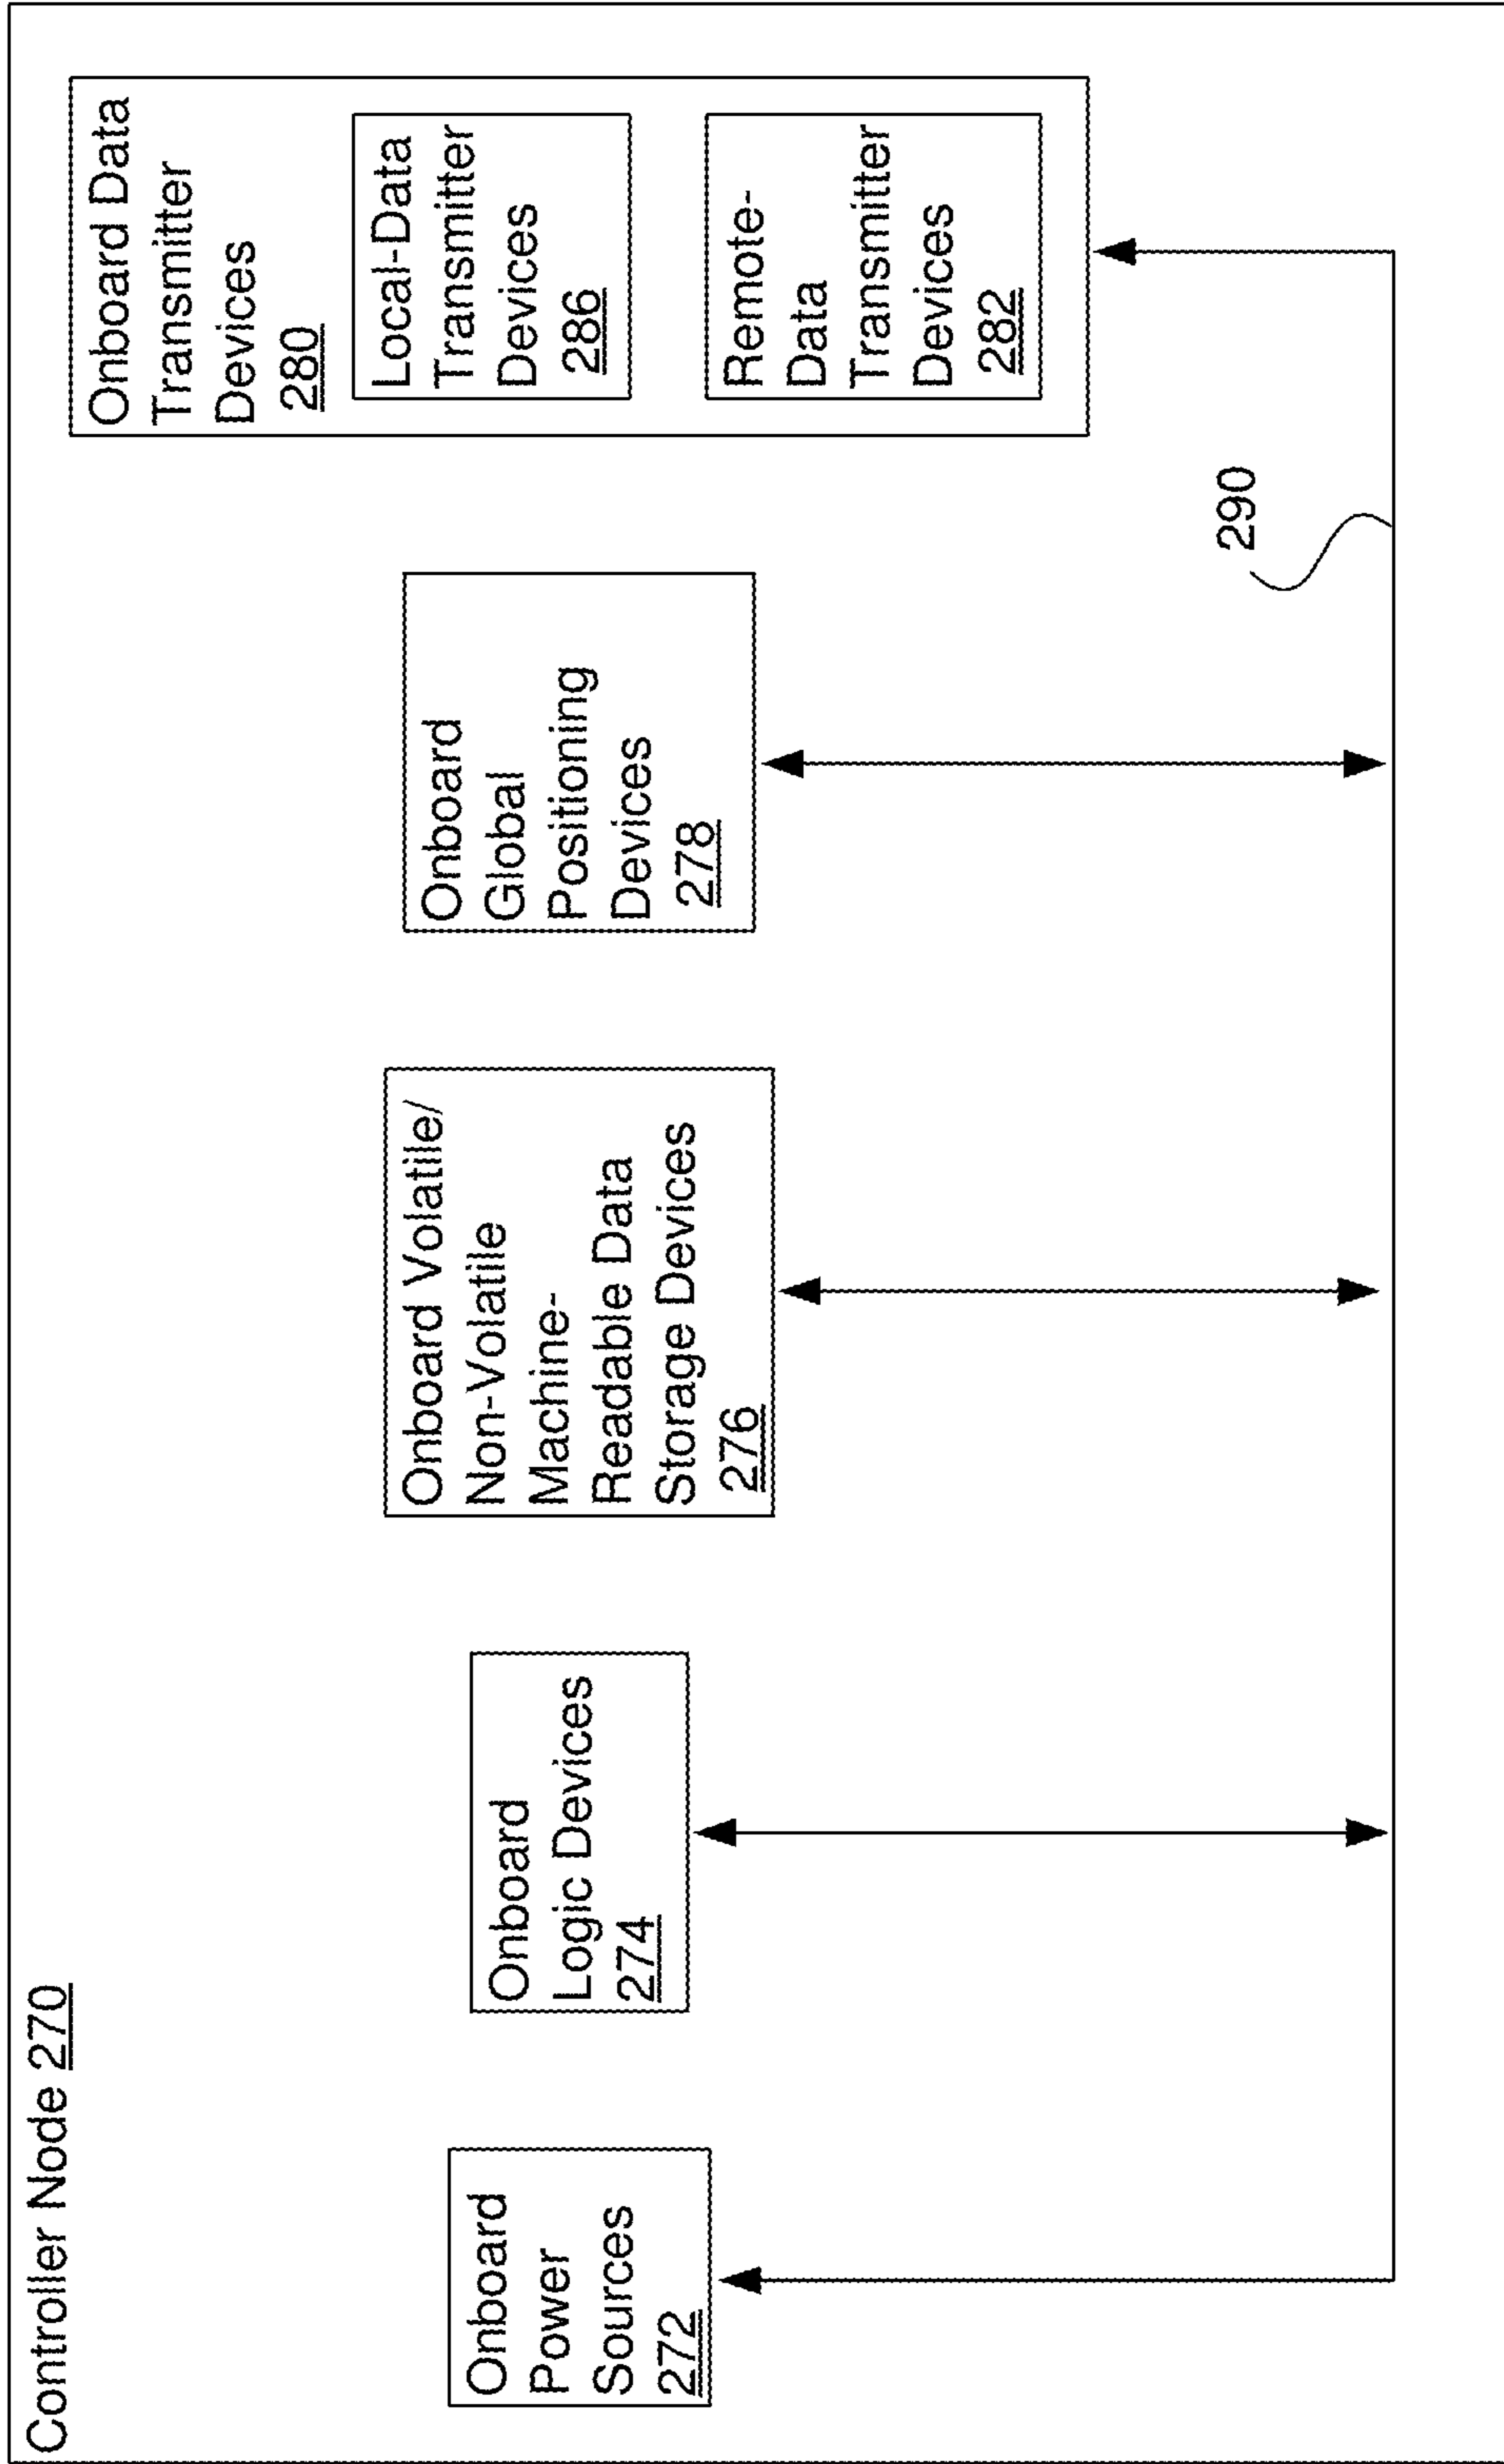 Controller Node 270
Onboard
Power
Sources
272
Onboard
Logic Devices
274
Onboard Volatile/
Non-Volatile
Machine-
Readable Data
Storage Devices
276
Onboard
Global
Positioning
Devices
278
Onboard Data
Transmitter
Devices
280
Local-Data
Transmitter
Devices
286
Remote-
Data
Transmitter
Devices
282
290